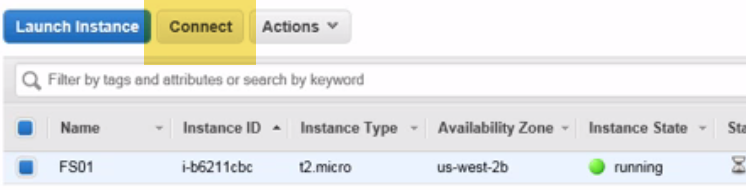 Launch Instance Connect Actions
Filter by tags and attributes or search by keyword
Name Instance ID Instance Type Availability Zone Instance State Sta
FS01 i-b6211cbc t2.micro us-west-2b running